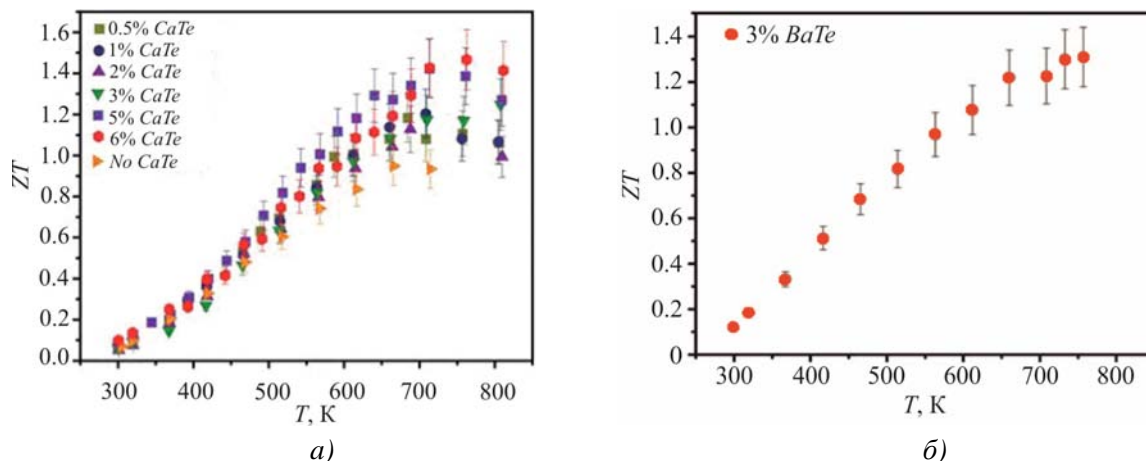 1.6
1.4
1.2
1.0
0.8
0.6
0.4
0.2
0.0
ZT
0.5% CaTe
1% CaTe
2% CaTe
3% CaTe
5% CaTe
6% CaTe
No CaTe
300 400 500 600 700 800
T, К
а)
1.4
1.2
1.0
0.8
0.6
0.4
0.2
0
ZT
3% BaTe
300 400 500 600 700 800
T, К
б)